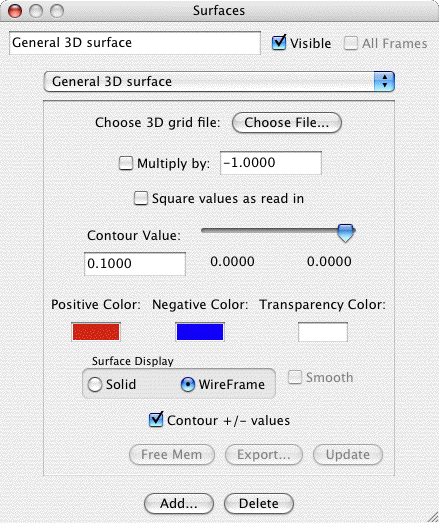 Surfaces
General 3D surface Visible All Frames
General 3D surface
Choose 3D grid file: Choose File...
Multiply by: -1.0000
Square values as read in
Contour Value:
0.1000 0.0000 0.0000
Positive Color: Negative Color: Transparency Color:
Surface Display
Solid WireFrame Smooth
Contour +/- values
Free Mem Export... Update
Add... Delete